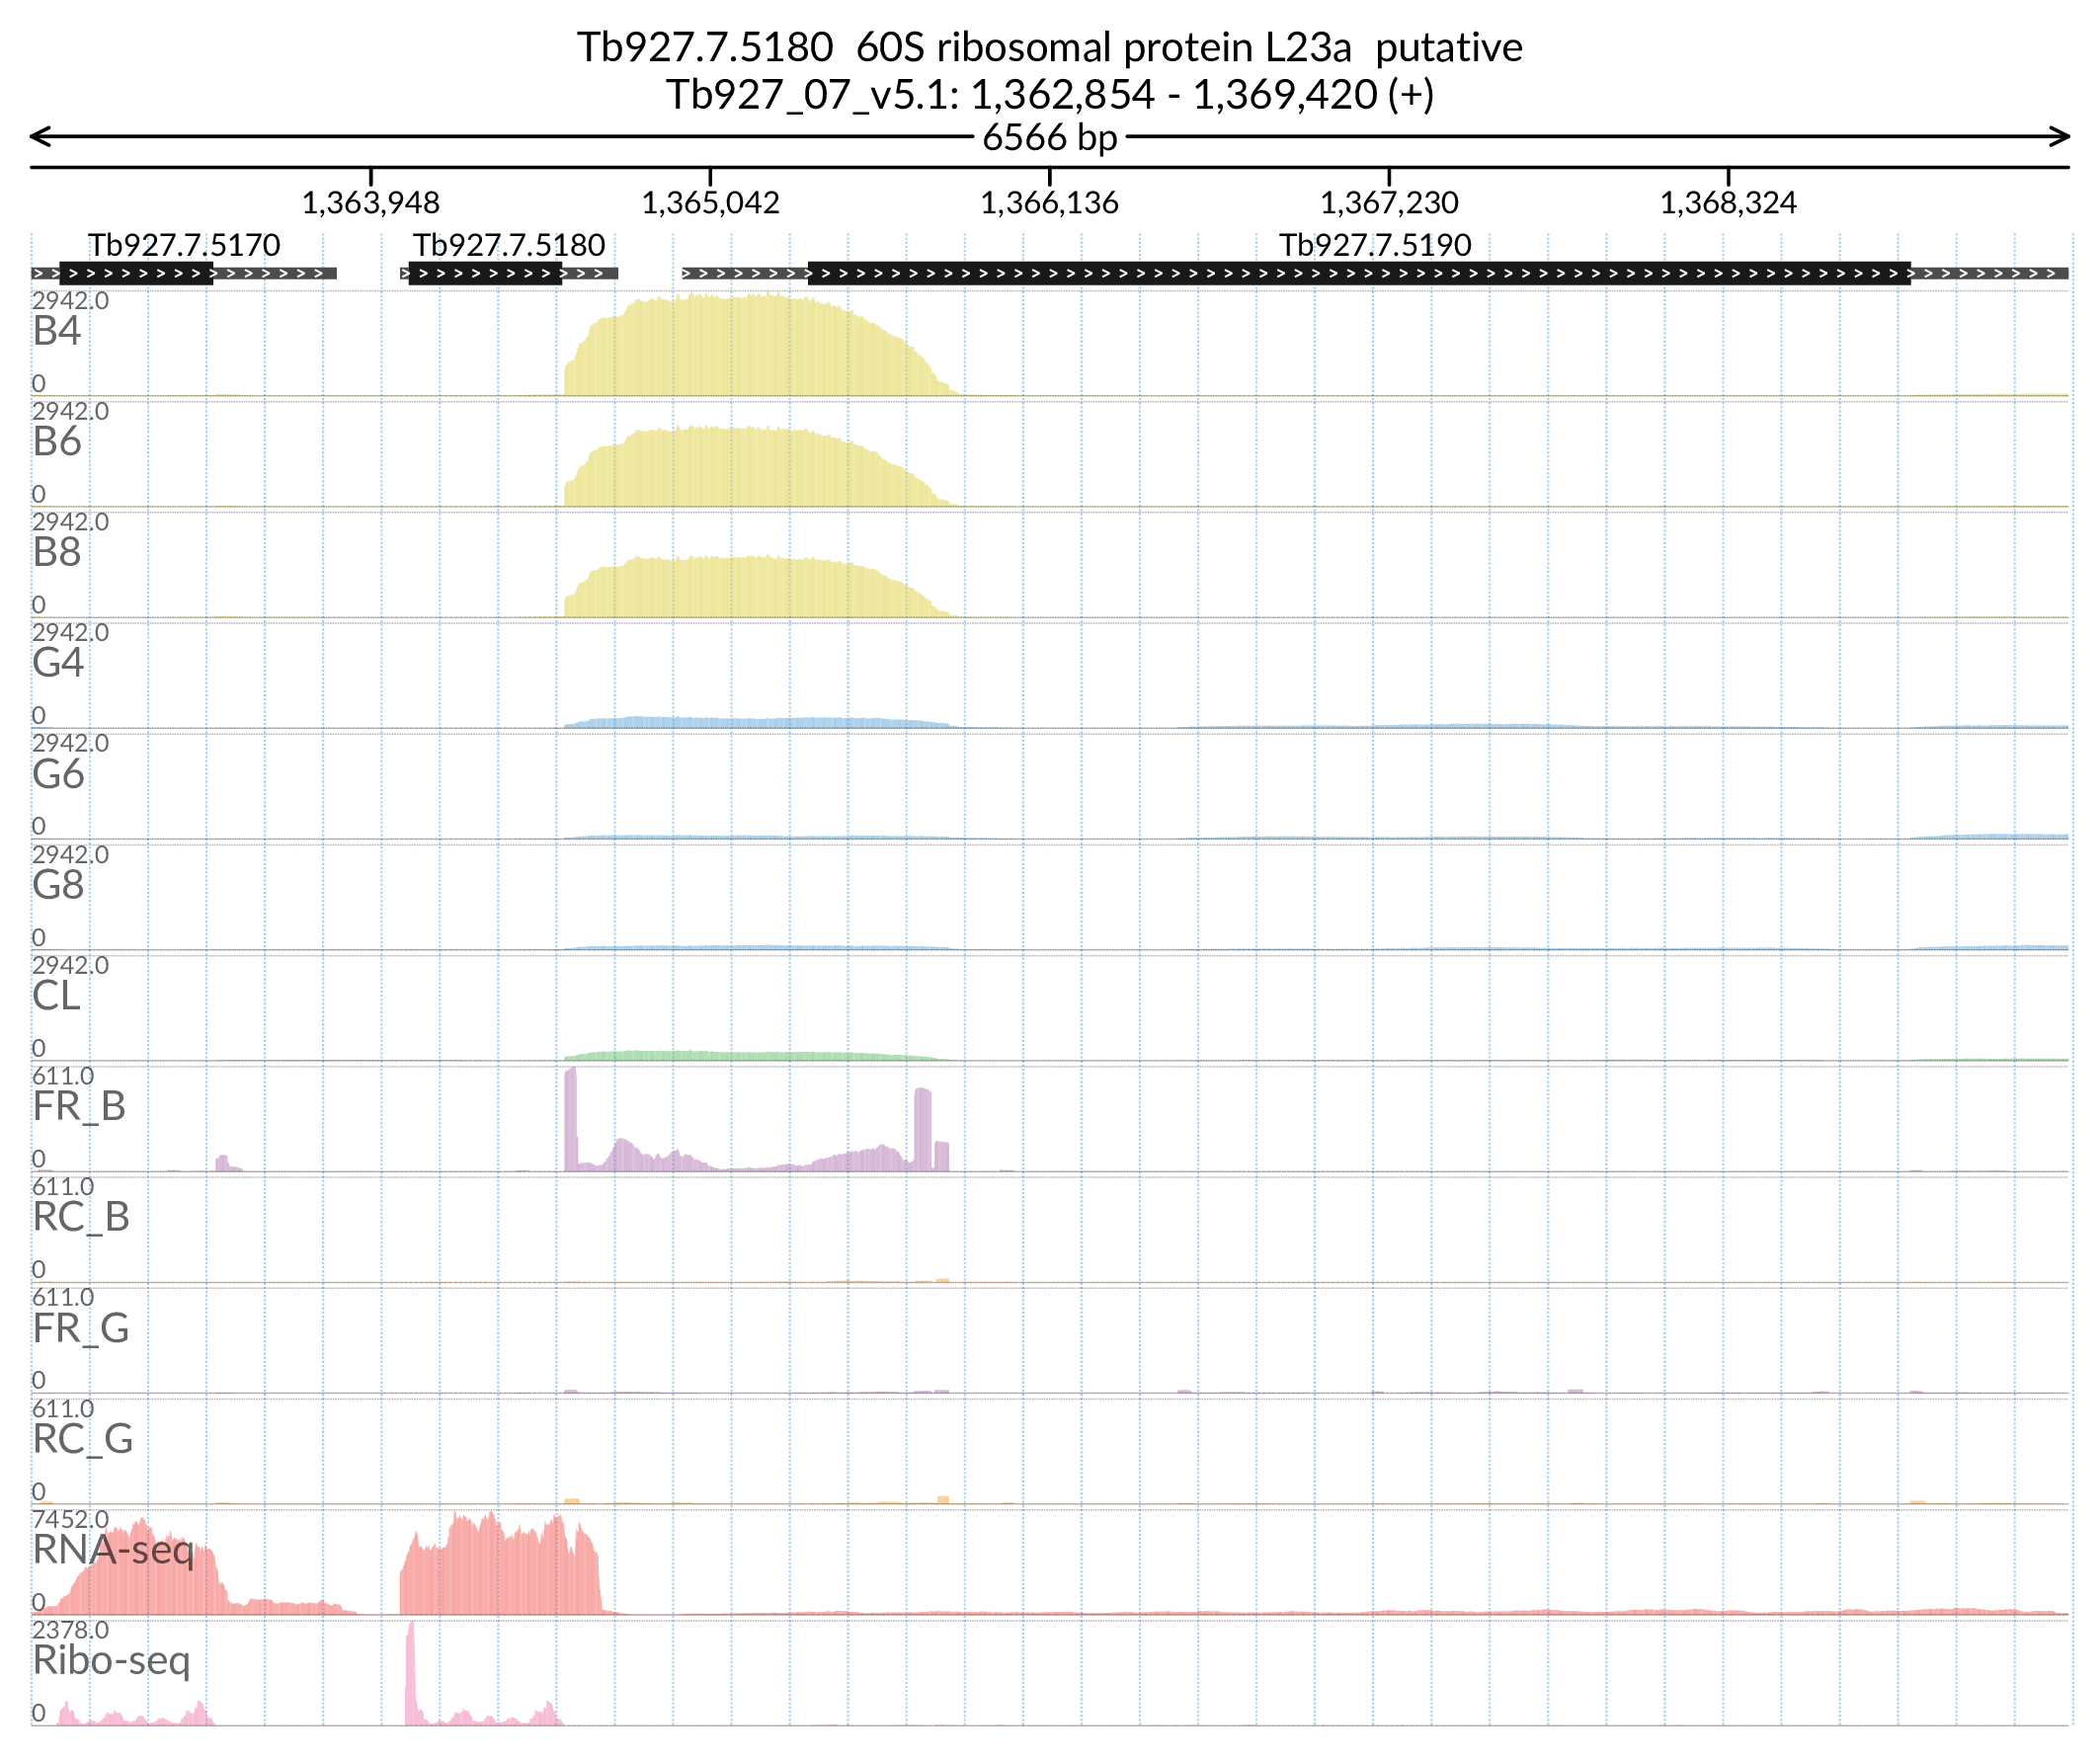 Tb927.7.5180  60S ribosomal protein L23a  putative
Tb927_07_v5.1: 1,362,854 - 1,369,420 (+)
6566 bp
1,363,948 1,365,042 1,366,136 1,367,230 1,368,324
Tb927.7.5170 Tb927.7.5180 Tb927.7.5190
2942.0
B4
0
2942.0
B6
0
2942.0
B8
0
2942.0
G4
0
2942.0
G6
0
2942.0
G8
0
2942.0
CL
0
611.0
FR_B
0
611.0
RC_B
0
611.0
FR_G
0
611.0
RC_G
0
7452.0
RNA-seq
0
2378.0
Ribo-seq
0